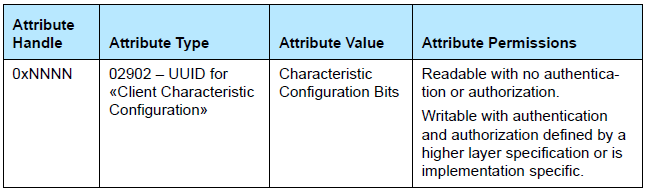 Attribute
Handle
Attribute Type
Attribute Value
Attribute Permissions
0xNNNN
02902 – UUID for
«Client Characteristic
Configuration»
Characteristic
Configuration Bits
Readable with no authentica-
tion or authorization.
Writable with authentication
and authorization defined by a
higher layer specification or is
implementation specific.